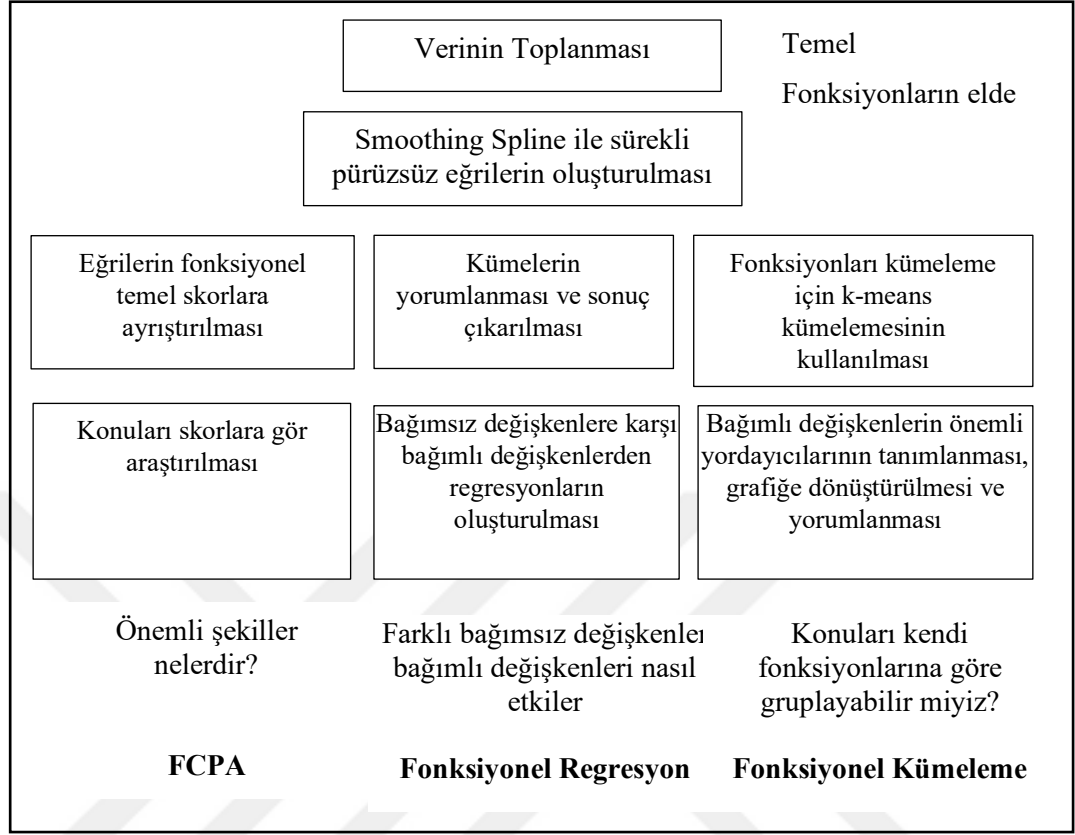 Verinin Toplanması
Temel
Fonksiyonların elde
Smoothing Spline ile sürekli
pürüzsüz eğrilerin oluşturulması
Eğrilerin fonksiyonel
temel skorlara
ayrıştırılması
Kümelerin
yorumlanması ve sonuç
çıkarılması
Fonksiyonları kümeleme
için k-means
kümelemesinin
kullanılması
Konuları skorlara gör
araştırılması
Bağımsız değişkenlere karşı
bağımlı değişkenlerden
regresyonların
oluşturulması
Bağımlı değişkenlerin önemli
yordayıcılarının tanımlanması,
grafiğe dönüştürülmesi ve
yorumlanması
Önemli şekiller
nelerdir?
Farklı bağımsız değişkenler
bağımlı değişkenleri nasıl
etkiler
Konuları kendi
fonksiyonlarına göre
gruplayabilir miyiz?
FCPA
Fonksiyonel Regresyon
Fonksiyonel Kümeleme